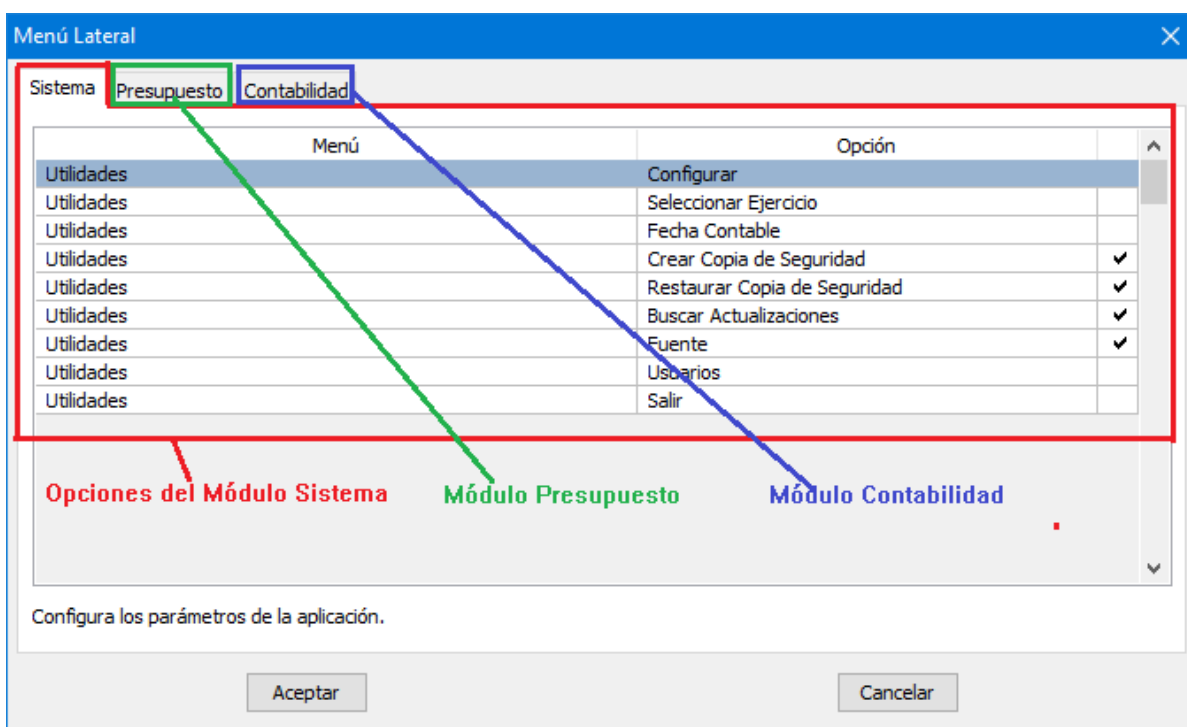 Menú Lateral
Sistema Presupuesto Contabilidad
Menú Opción
Utilidades Configurar
Utilidades Seleccionar Ejercicio
Utilidades Fecha Contable
Utilidades Crear Copia de Seguridad
Utilidades Restaurar Copia de Seguridad
Utilidades Buscar Actualizaciones
Utilidades Fuente
Utilidades Usuarios
Utilidades Salir
Opciones del Módulo Sistema Módulo Presupuesto Módulo Contabilidad
Configura los parámetros de la aplicación.
Aceptar Cancelar